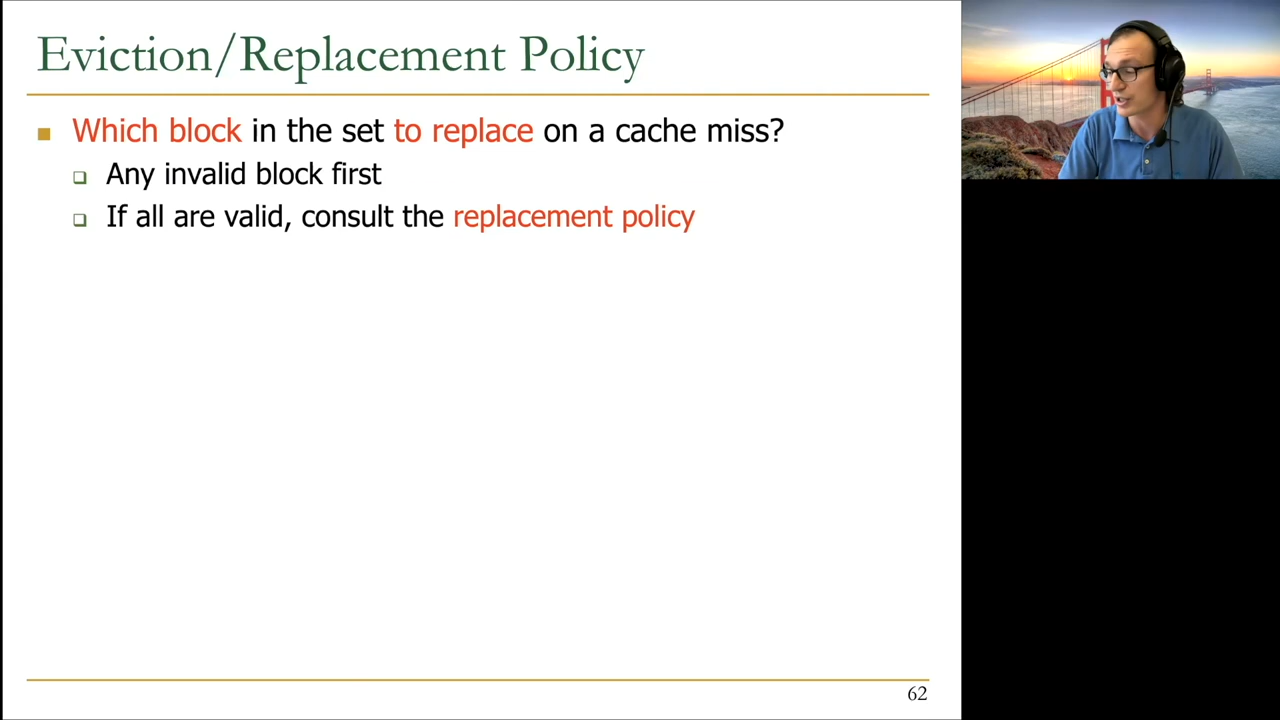 Eviction/Replacement Policy
Which block in the set to replace on a cache miss?
Any invalid block first
If all are valid, consult the replacement policy
62